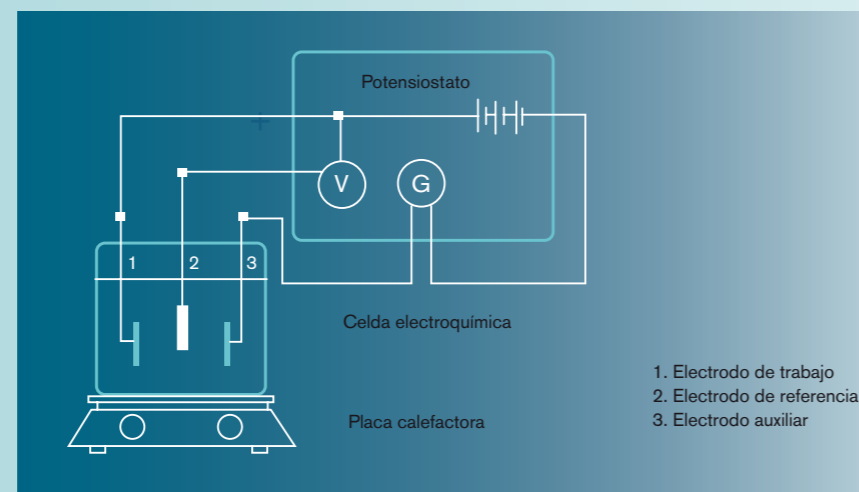 Potensiostato
+
V
G
1 2 3
Celda electroquímica
Placa calefactora
1. Electrodo de trabajo
2. Electrodo de referencia
3. Electrodo auxiliar